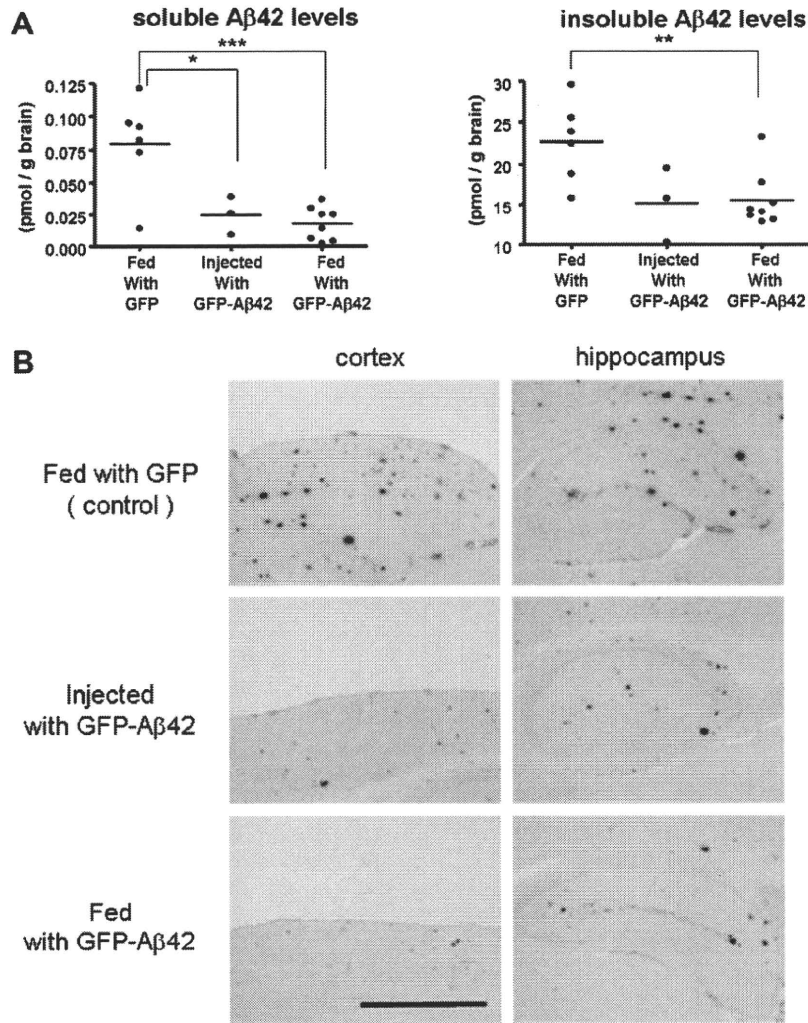 A
soluble Aβ42 levels
***
*
(pmol / g brain)
0.125
0.100
0.075
0.050
0.025
0.000
Fed
With
GFP
Injected
With
GFP-Aβ42
Fed
With
GFP-Aβ42
insoluble Aβ42 levels
**
(pmol / g brain)
30
25
20
15
10
Fed
With
GFP
Injected
With
GFP-Aβ42
Fed
With
GFP-Aβ42
B
cortex
hippocampus
Fed with GFP
( control )
Injected
with GFP-Aβ42
Fed
with GFP-Aβ42